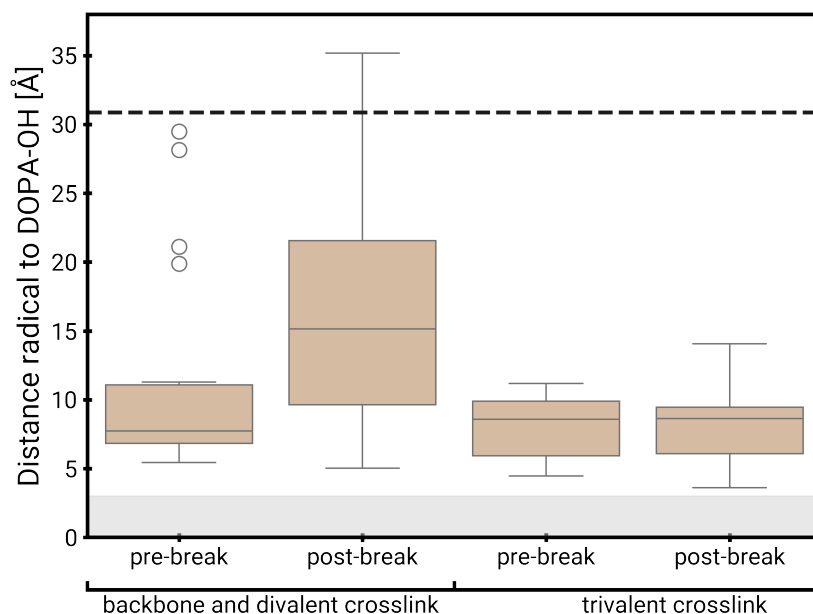 Distance radical to DOPA-OH [Å]
35
30
25
20
15
10
5
0
pre-break post-break pre-break post-break
backbone and divalent crosslink trivalent crosslink